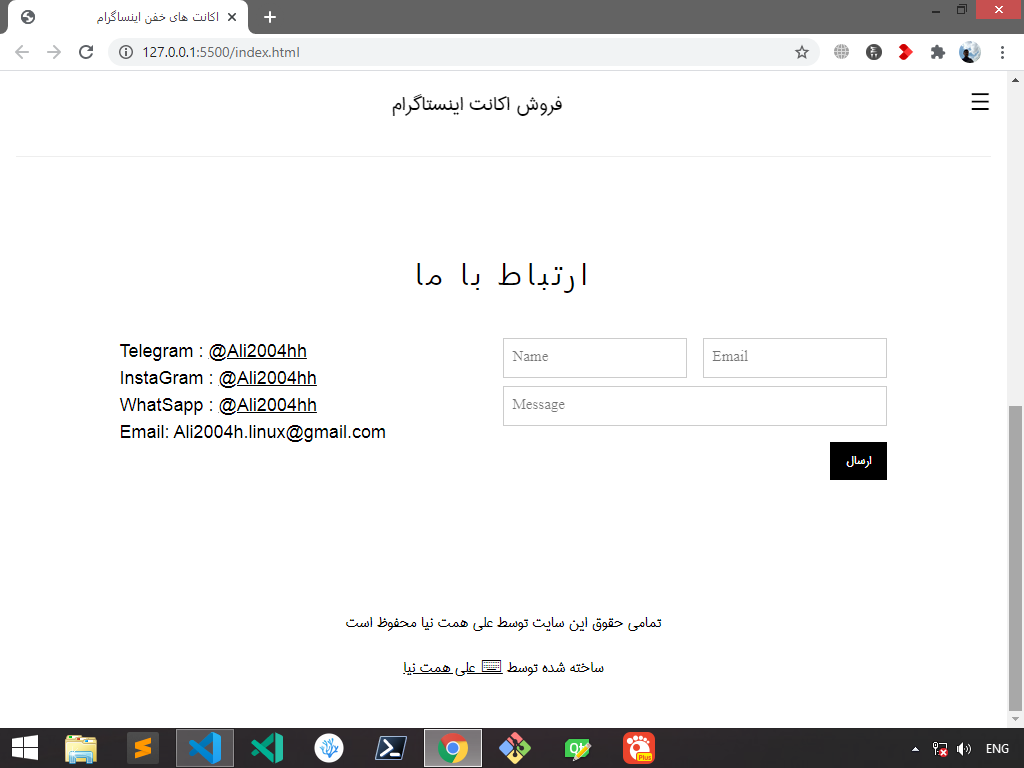 اکانت های خفن اینساگرام
127.0.0.1:5500/index.html
فروش اکانت اینستاگرام
ارتباط با ما
Telegram : @Ali2004hh
InstaGram : @Ali2004hh
WhatSapp : @Ali2004hh
Email: Ali2004h.linux@gmail.com
Name
Email
Message
ارسال
تمامی حقوق این سایت توسط علی همت نیا محفوظ است
ساخته شده توسط ⌨ علی همت نیا
Qt
Plus
ENG